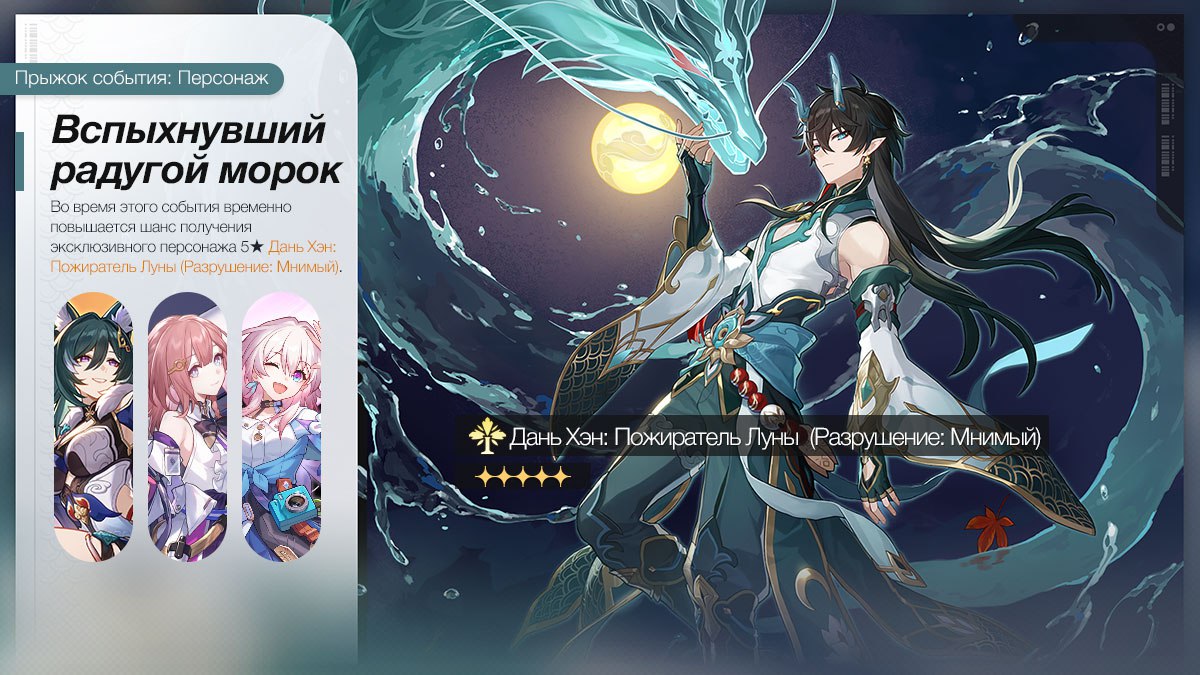 Прыжок события: Персонаж
Вспыхнувший
радугой морок
Во время этого события временно
повышается шанс получения
эксклюзивного персонажа 5★ Дань Хэн:
Пожиратель Луны (Разрушение: Мнимый).
Дань Хэн: Пожиратель Луны (Разрушение: Мнимый)